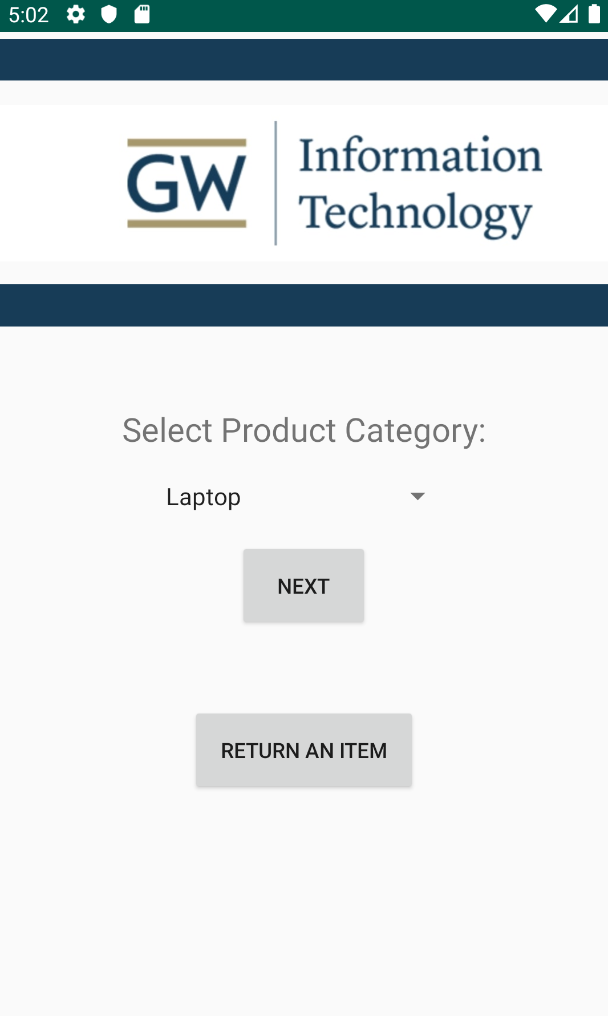 5:02
GW
Information
Technology
Select Product Category:
Laptop
NEXT
RETURN AN ITEM